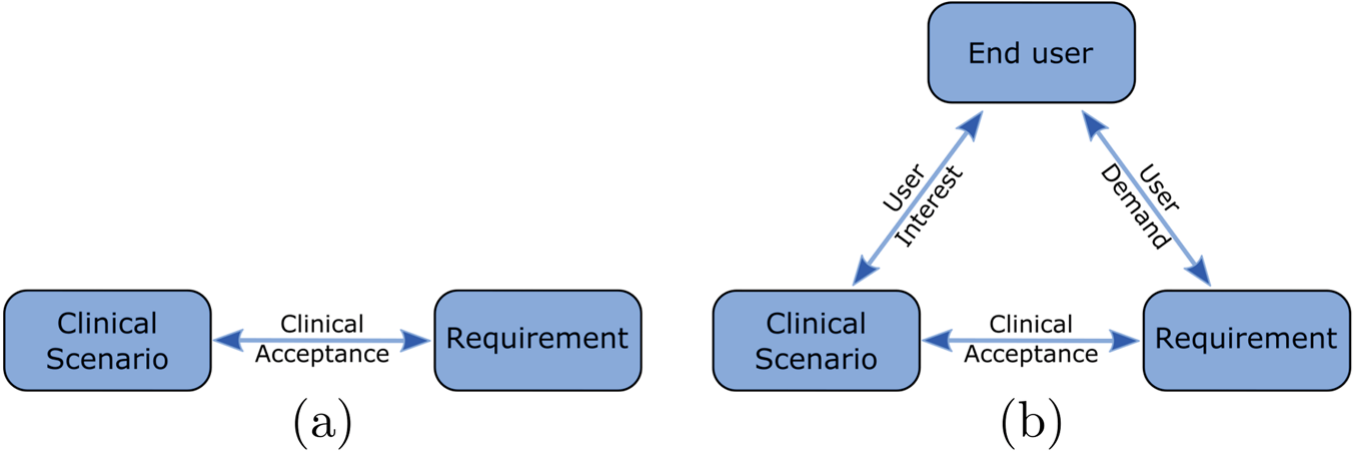 Clinical
Scenario
Clinical
Acceptance
Requirement
(a)
End user
User
Interest
User
Demand
Clinical
Scenario
Clinical
Acceptance
Requirement
(b)